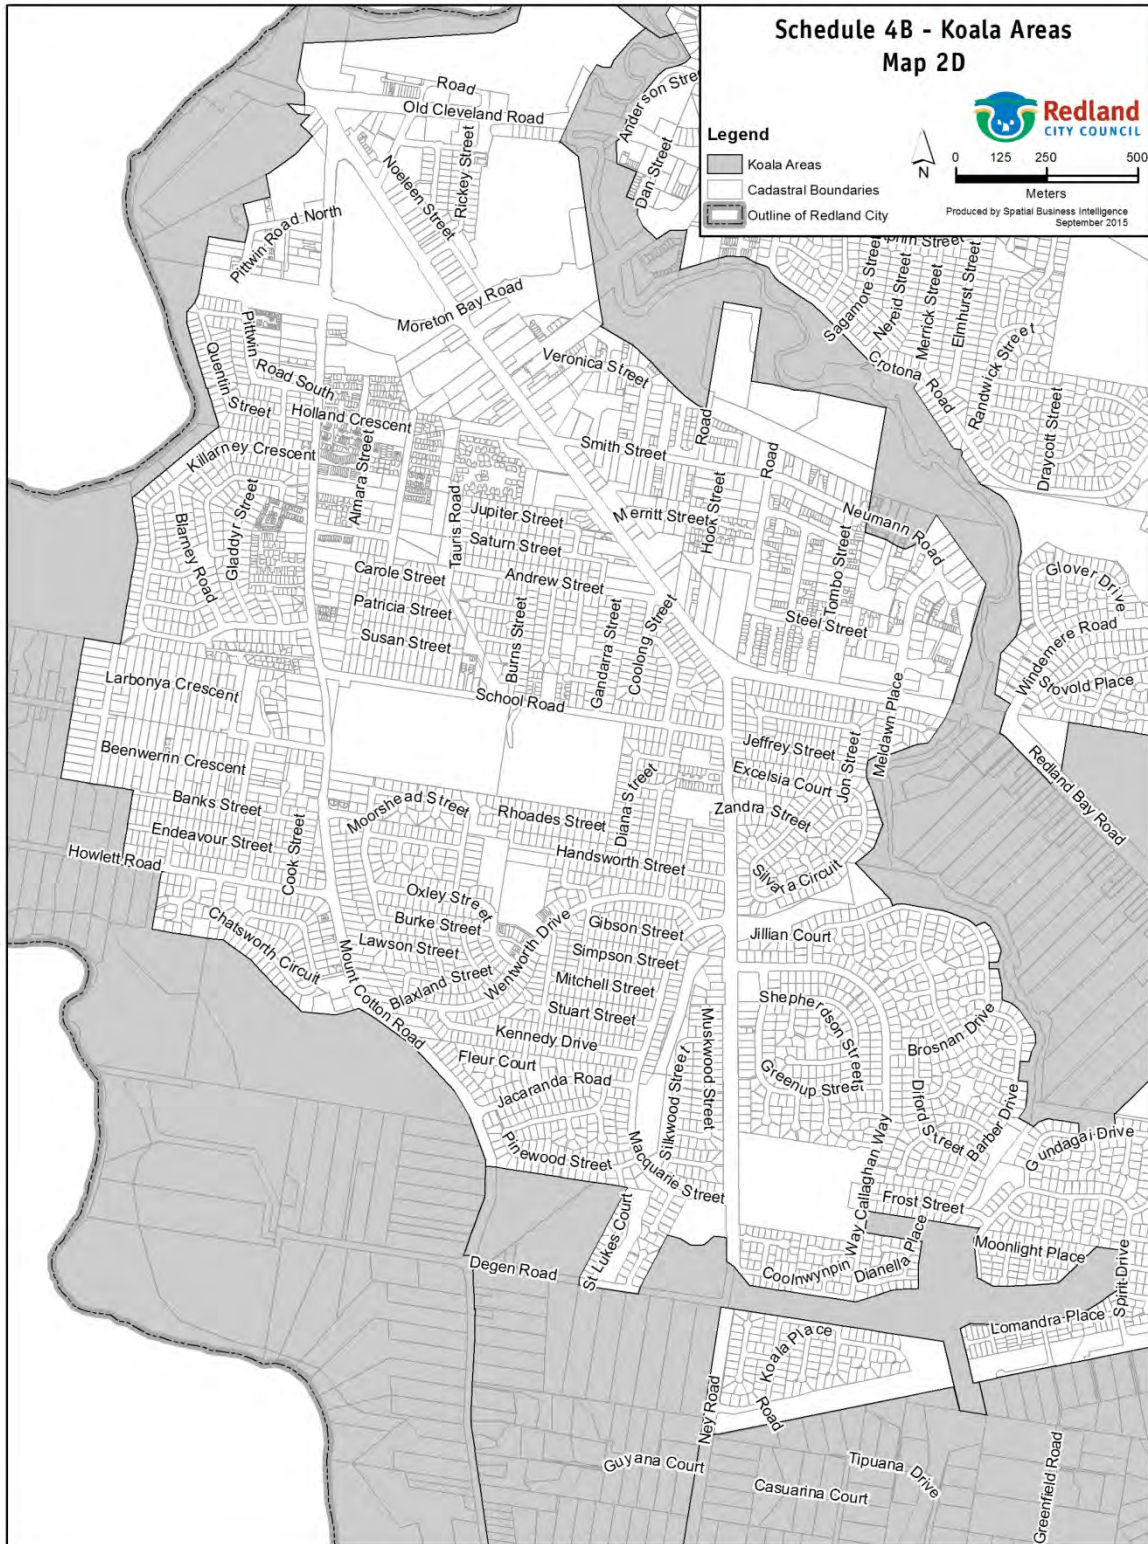 Schedule 4B - Koala Areas
Map 2D
Redland
CITY COUNCIL
Legend
Koala Areas
Cadastral Boundaries
Outline of Redland City
N
0 125 250 500
Meters
Produced by Spatial Business Intelligence
September 2015
Road
Old Cleveland Road
Anderson Stree
Dan Street
Noeleen Street
Rickey Street
Pittwin Road North
Moreton Bay Road
Street
Sagamore Street
Nereid Street
Merrick Street
Elmhurst Street
Randwick Street
Crotona Road
Draycott Street
Pittwin Road South
Quentin Street
Veronica Street
Holland Crescent
Killarney Crescent
Almara Street
Smith Street
Road
Road
Gladdyr Street
Blarney Road
Tauris Road
Jupiter Street
Saturn Street
Merritt Street
Hook Street
Neumann Road
Tombo Street
Carole Street
Andrew Street
Patricia Street
Susan Street
Burns Street
Gandarra Street
Coolong Street
Steel Street
Glover Drive
Windemere Road
Stovold Place
Larbonya Crescent
School Road
Meldawn Place
Jeffrey Street
Excelsia Court
Jon Street
Redland Bay Road
Beenwerrin Crescent
Banks Street
Moorshead Street
Rhoades Street
Diana Street
Zandra Street
Endeavour Street
Howlett Road
Cook Street
Handsworth Street
Silvara Circuit
Oxley Street
Burke Street
Gibson Street
Jillian Court
Chatsworth Circuit
Lawson Street
Simpson Street
Mount Cotton Road
Blaxland Street
Wentworth Drive
Mitchell Street
Stuart Street
Shepherdson Street
Kennedy Drive
Muskwood Street
Brosnan Drive
Fleur Court
Silkwood Street
Greenup Street
Jacaranda Road
Diford Street
Barber Drive
Gundagai Drive
Pinewood Street
Macquarie Street
Callaghan Way
Frost Street
St Lukes Court
Moonlight Place
Degen Road
Coolnwynpin Way
Dianella Place
Spirit Drive
Lomandra Place
Koala Place
Road
Ney Road
Guyana Court
Tipuana Drive
Casuarina Court
Greenfield Road